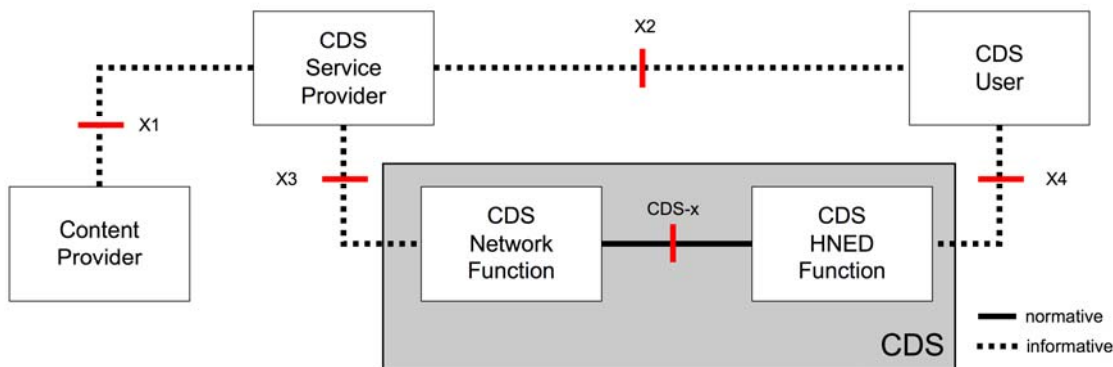 X2
CDS
Service
Provider
CDS
User
X1
X3
X4
Content
Provider
CDS
Network
Function
CDS-x
CDS
HNED
Function
CDS
normative
informative